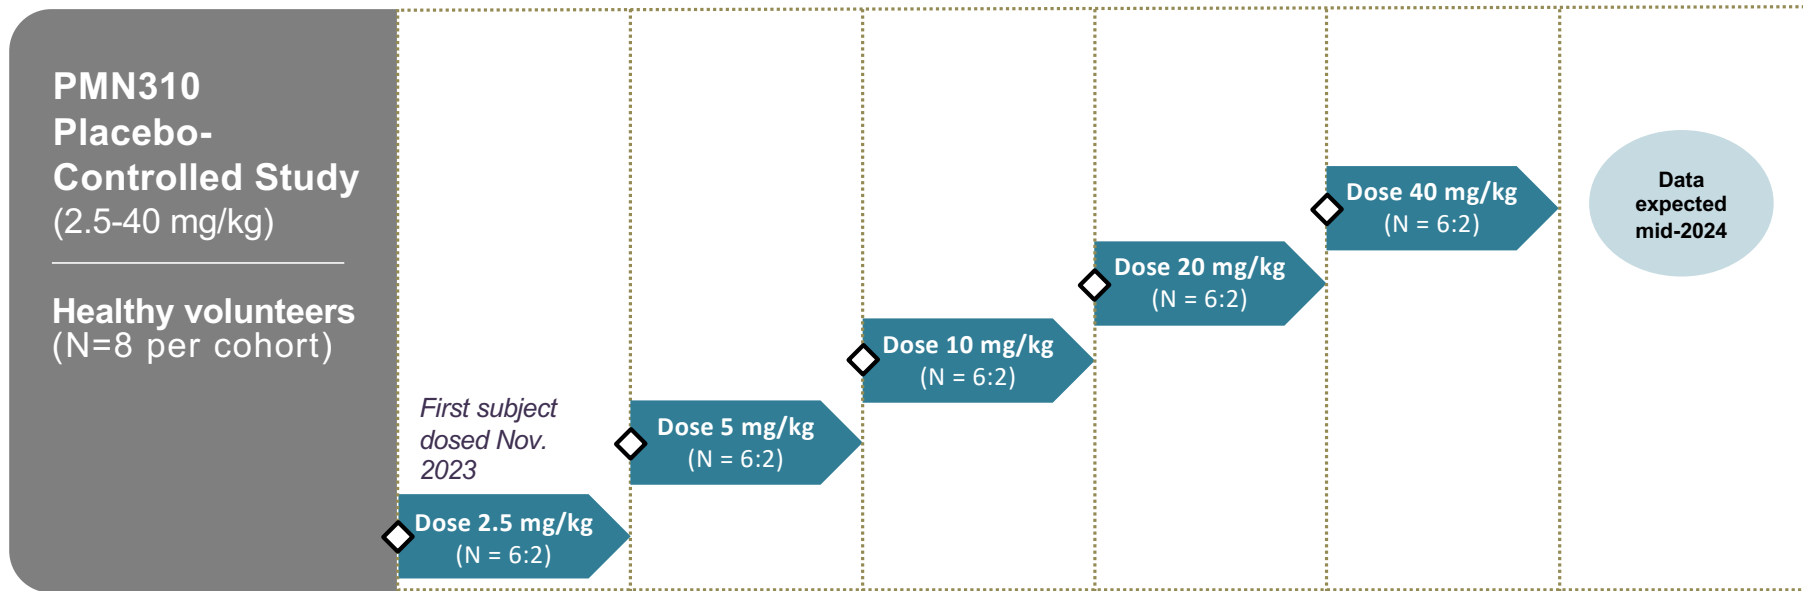 PMN310
Placebo-
Controlled Study
(2.5-40 mg/kg)
Healthy volunteers
(N=8 per cohort)
First subject
dosed Nov.
2023
Dose 2.5 mg/kg
(N = 6:2)
Dose 5 mg/kg
(N = 6:2)
Dose 10 mg/kg
(N = 6:2)
Dose 20 mg/kg
(N = 6:2)
Dose 40 mg/kg
(N = 6:2)
Data
expected
mid-2024